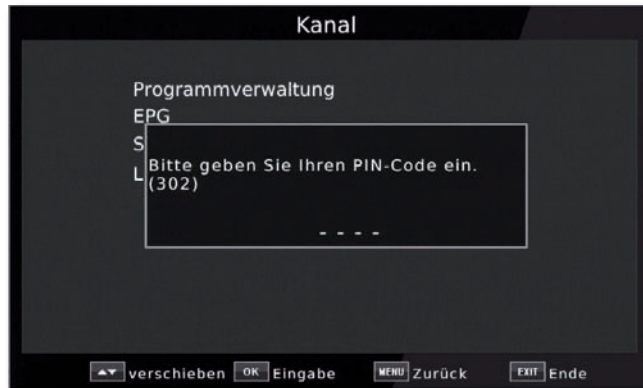 Kanal
Programmverwaltung
EPG
S
L
Bitte geben Sie Ihren PIN-Code ein.
(302)
- - - -
verschieben OK Eingabe MENU Zurück EXIT Ende